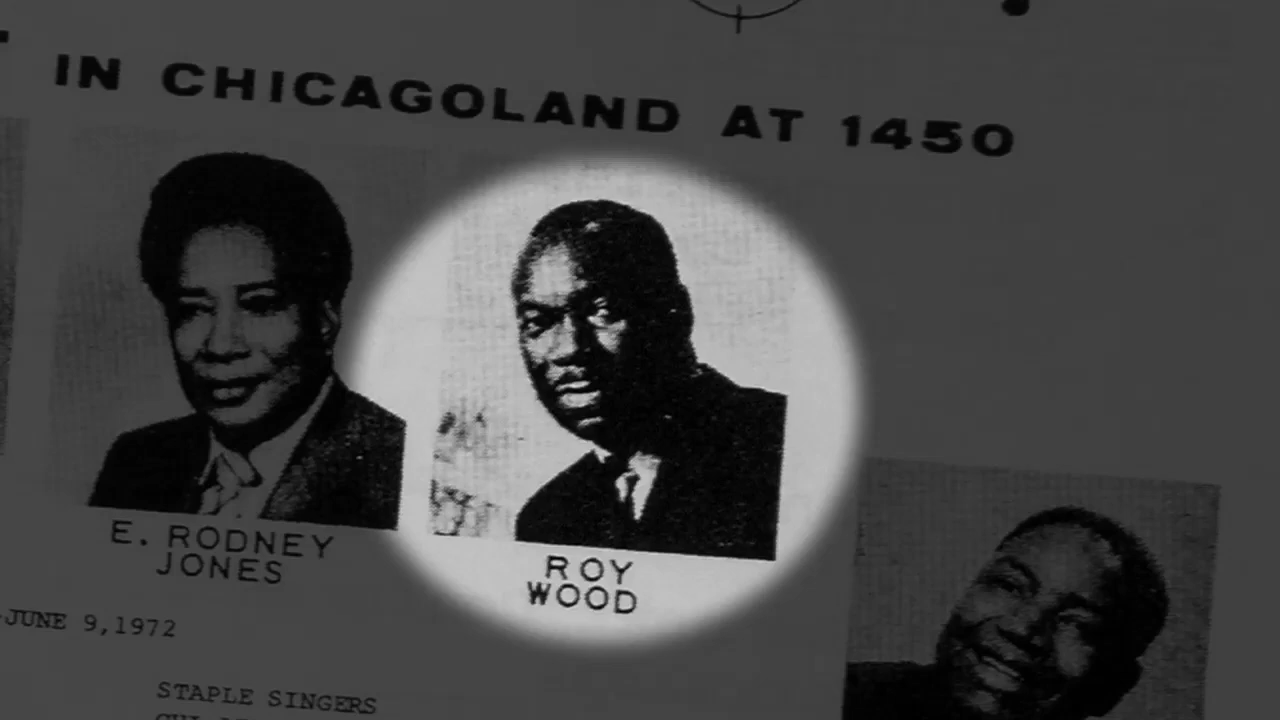 IN CHICAGOLAND AT 1450
E. RODNEY
JONES
ROY
WOOD
JUNE 9,1972
STAPLE SINGERS